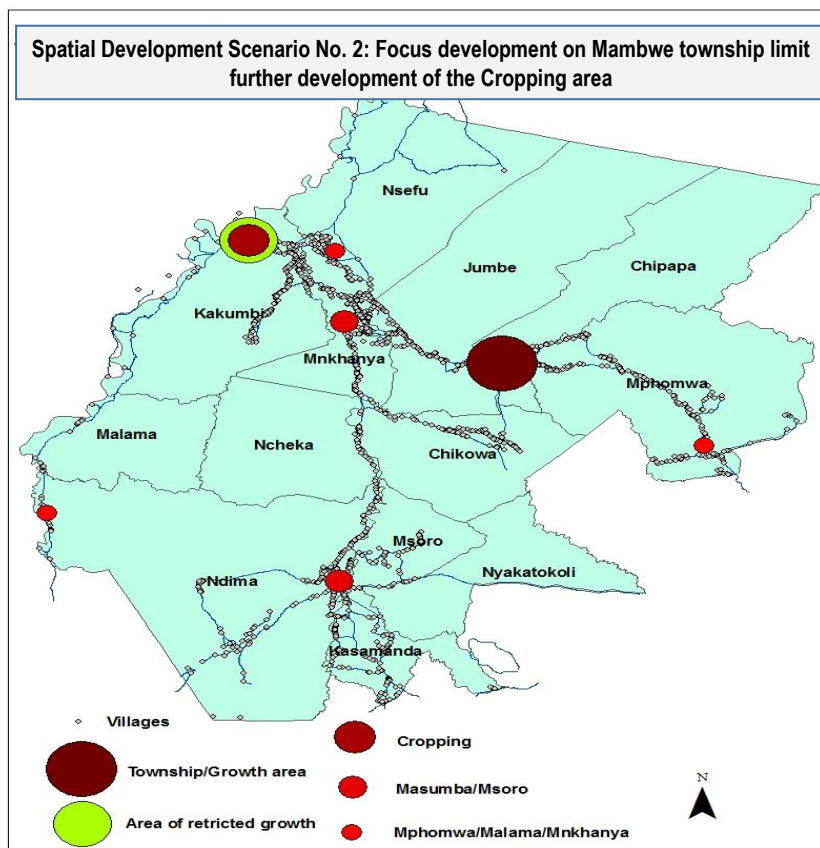 Spatial Development Scenario No. 2: Focus development on Mambwe township limit
further development of the Cropping area
Nsefu
Jumbe
Chipapa
Kakumbi
Mnkhanya
Mphomwa
Malama
Ncheka
Chikowa
Msoro
Ndima
Nyakatokoli
Kasamanda
Villages
Township/Growth area
Area of retricted growth
Cropping
Masumba/Msoro
Mphomwa/Malama/Mnkhanya
N